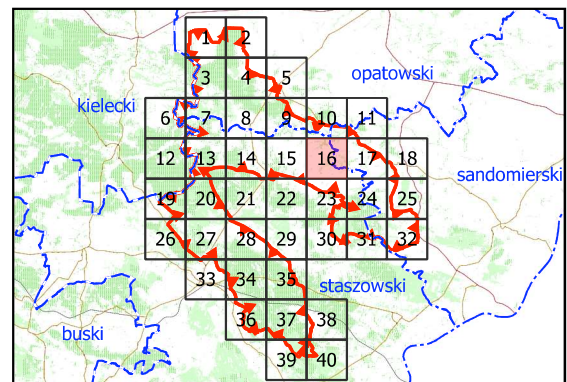 1 2
3 4 5
opatowski
kielecki
6 7 8 9 10 11
12 13 14 15 16 17 18
sandomierski
19 20 21 22 23 24 25
26 27 28 29 30 31 32
33 34 35
staszowski
36 37 38
buski
39 40